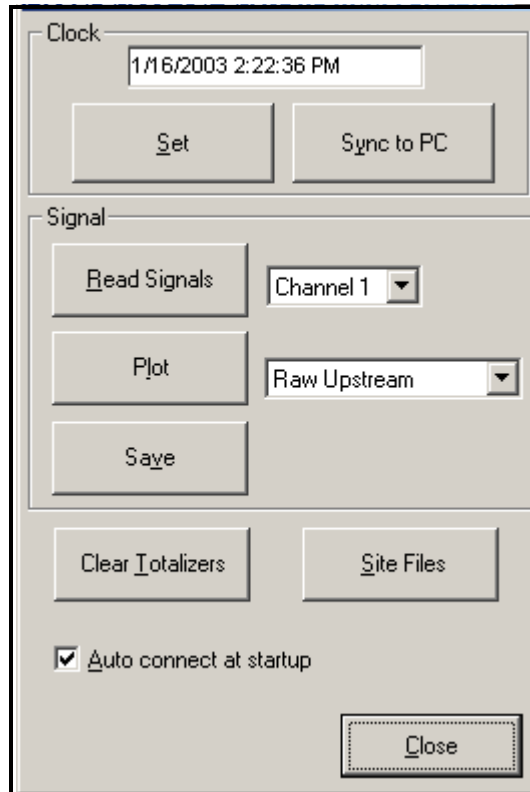 Clock
1/16/2003 2:22:36 PM
Set
Sync to PC
Signal
Read Signals
Channel 1
Plot
Raw Upstream
Save
Clear Totalizers
Site Files
Auto connect at startup
Close